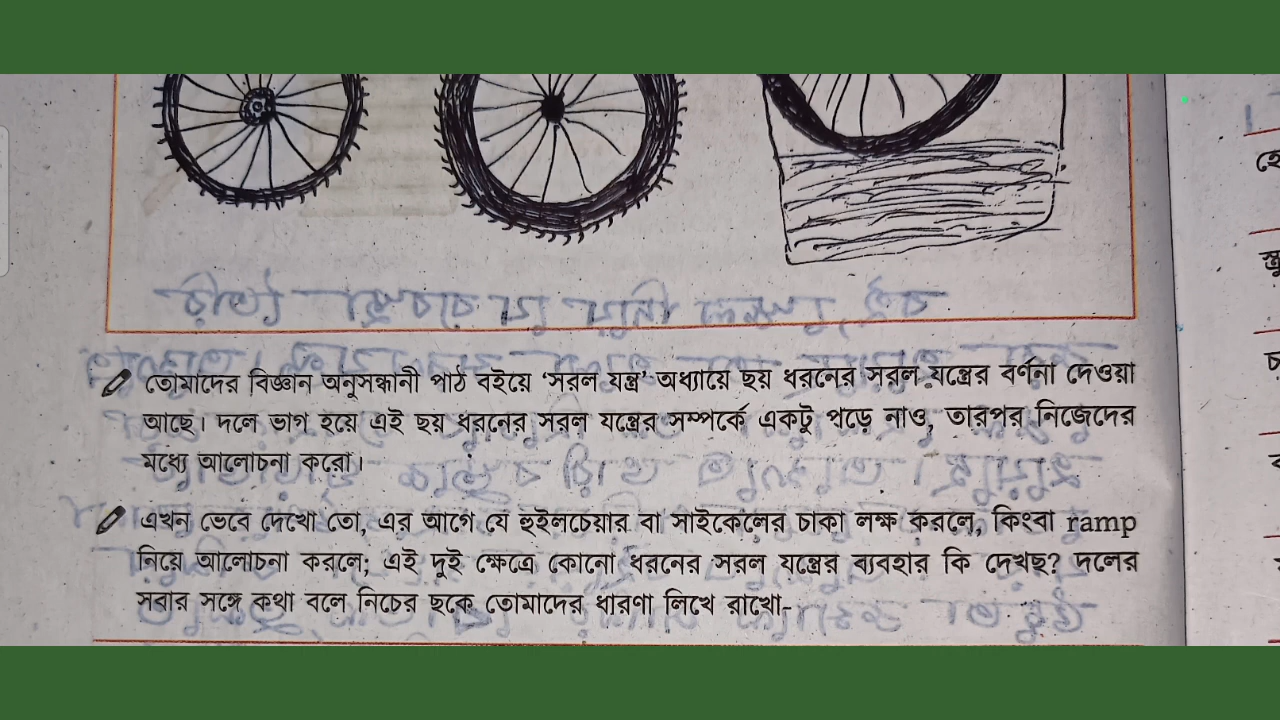 তোমাদের বিজ্ঞান অনুসন্ধানী পাঠ বইয়ে ‘সরল যন্ত্র’ অধ্যায়ে ছয় ধরনের সরল যন্ত্রের বর্ণনা দেওয়া
আছে। দলে ভাগ হয়ে এই ছয় ধরনের সরল যন্ত্রের সম্পর্কে একটু পড়ে নাও, তারপর নিজেদের
মধ্যে আলোচনা করো।
এখন ভেবে দেখো তো, এর আগে যে হুইলচেয়ার বা সাইকেলের চাকা লক্ষ করলে, কিংবা ramp
নিয়ে আলোচনা করলে; এই দুই ক্ষেত্রে কোনো ধরনের সরল যন্ত্রের ব্যবহার কি দেখছ? দলের
সবার সঙ্গে কথা বলে নিচের ছকে তোমাদের ধারণা লিখে রাখো-